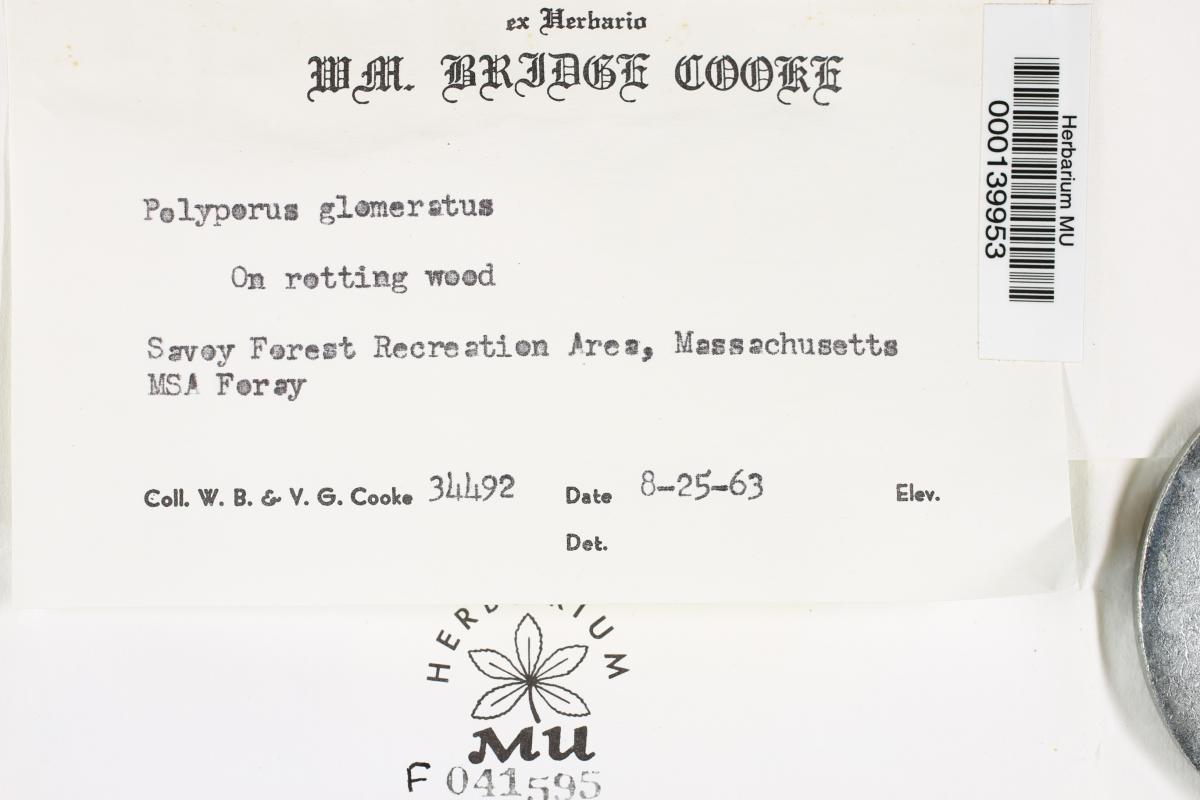 ex Herbario
WM. BRIDGE COOKE
Polyporus glomeratus
On rotting wood
Savoy Forest Recreation Area, Massachusetts
MSA Foray
Coll. W. B. & V. G. Cooke 34492 Date 8-25-63 Elev.
Det.
Herbarium MU
000139953
HERBARIUM
MU
F 041595